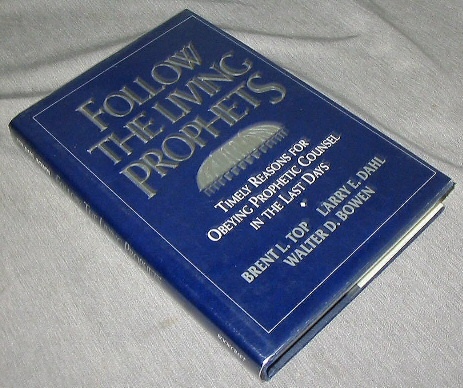 FOLLOW
THE LIVING
PROPHETS
TIMELY REASONS FOR
OBEYING PROPHETIC COUNSEL
IN THE LAST DAYS
BRENT L. TOP LARRY E. DAHL
WALTER D. BOWEN